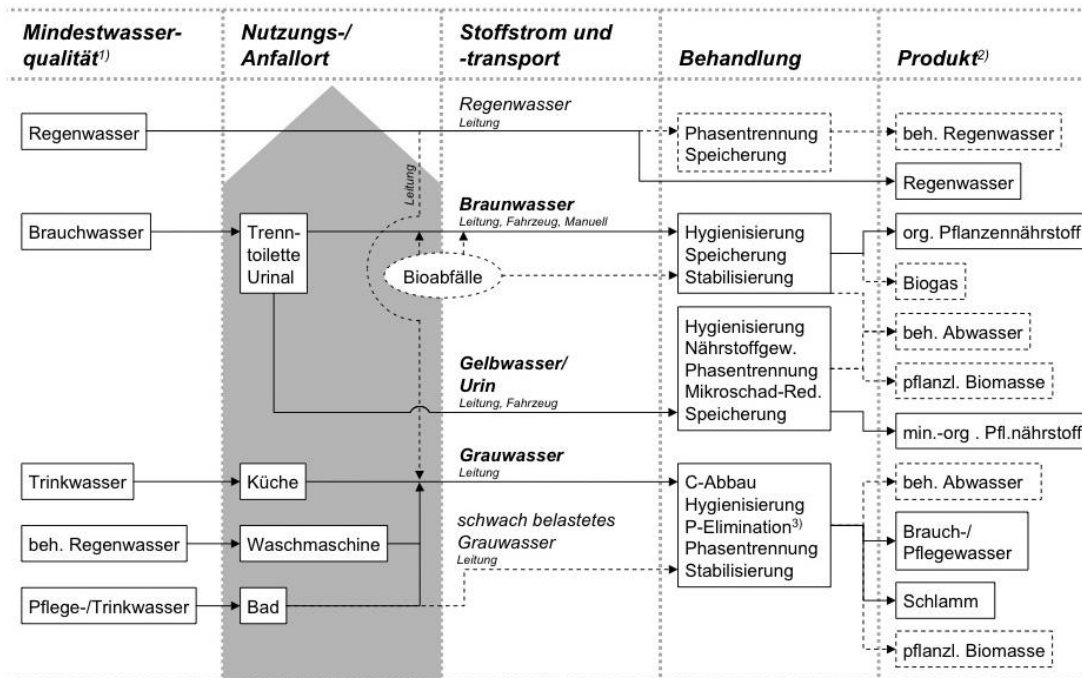 Mindestwasser-
qualität1)
Nutzungs-/
Anfallort
Stoffstrom und
-transport
Behandlung
Produkt2)
Regenwasser
Regenwasser
Leitung
Phasentrennung
Speicherung
beh. Regenwasser
Regenwasser
Leitung
Brauchwasser
Trenn-
toilette
Urinal
Braunwasser
Leitung, Fahrzeug, Manuell
Bioabfälle
Hygienisierung
Speicherung
Stabilisierung
org. Pflanzennährstoff
Biogas
Gelbwasser/
Urin
Leitung, Fahrzeug
Hygienisierung
Nährstoffgew.
Phasentrennung
Mikroschad-Red.
Speicherung
beh. Abwasser
pflanzl. Biomasse
min.-org . Pfl.nährstoff
Trinkwasser
Küche
Grauwasser
Leitung
beh. Regenwasser
Waschmaschine
schwach belastetes
Grauwasser
Leitung
Pflege-/Trinkwasser
Bad
C-Abbau
Hygienisierung
P-Elimination3)
Phasentrennung
Stabilisierung
beh. Abwasser
Brauch-/
Pflegewasser
Schlamm
pflanzl. Biomasse